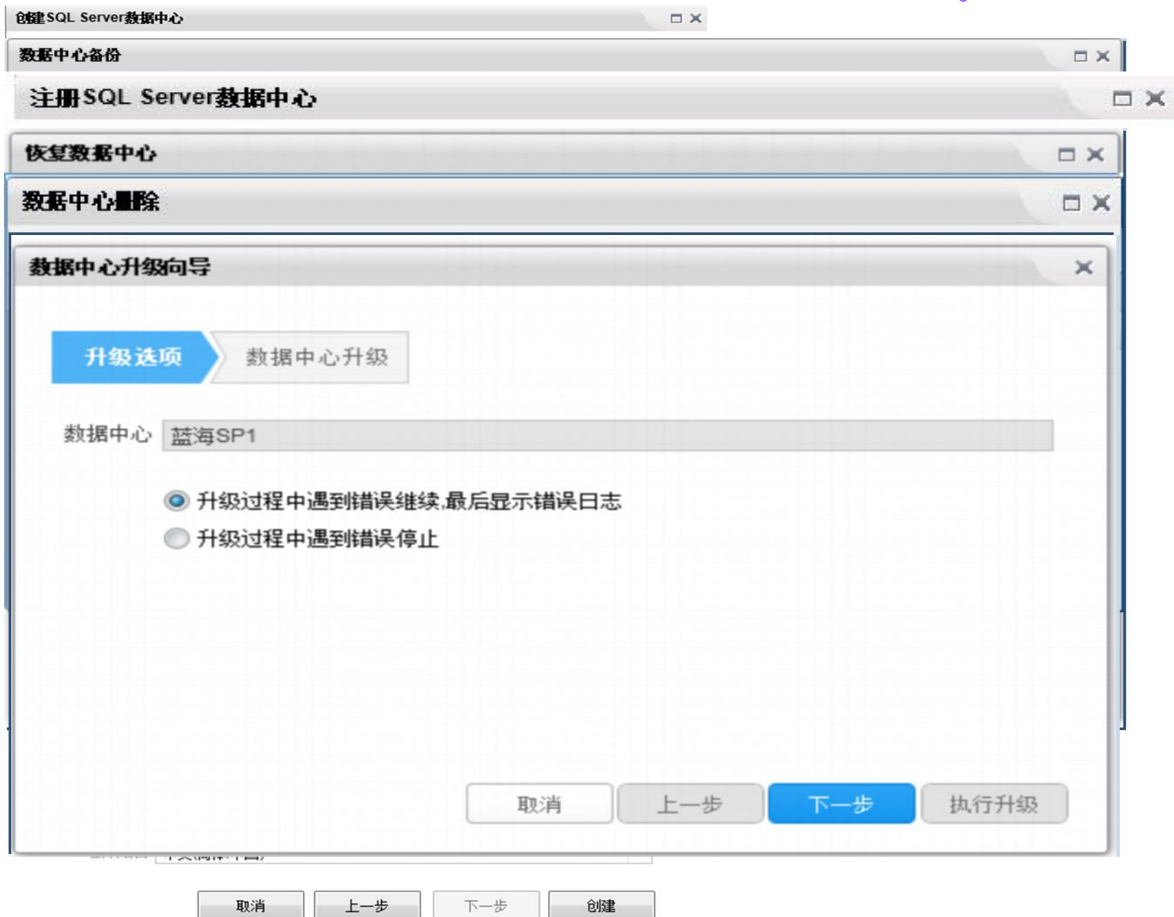 创建SQL Server数据中心
数据中心备份
注册SQL Server数据中心
恢复数据中心
数据中心删除
数据中心升级向导
升级选项 数据中心升级
数据中心 蓝海SP1
升级过程中遇到错误继续,最后显示错误日志
升级过程中遇到错误停止
取消 上一步 下一步 执行升级
取消 上一步 下一步 创建